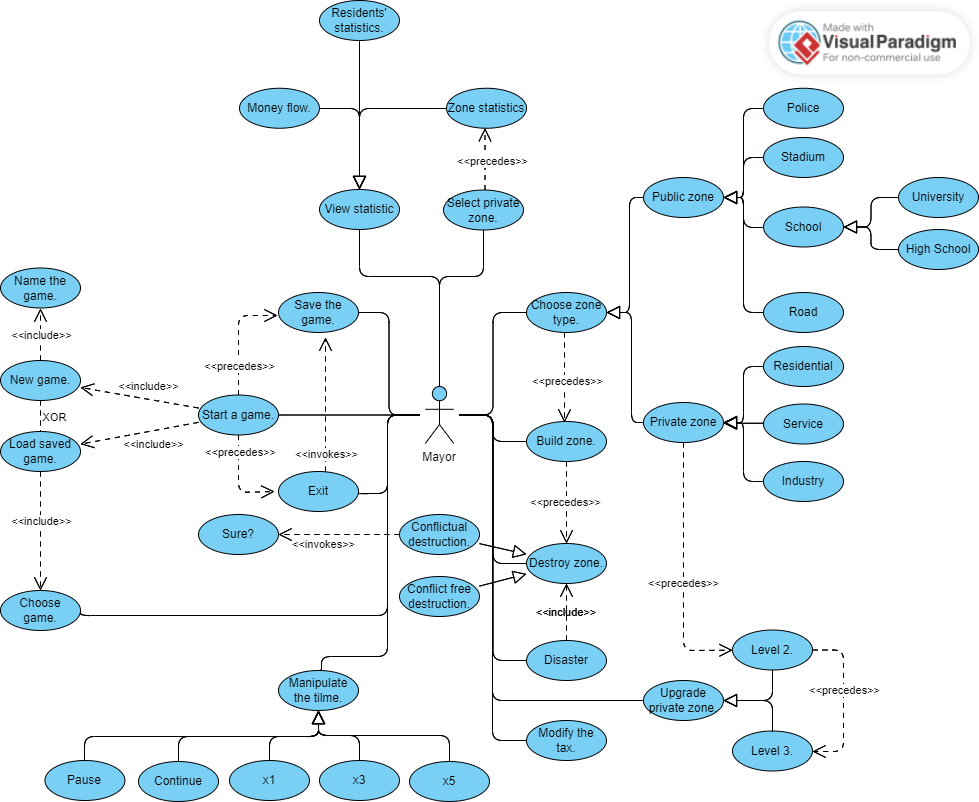 Residents'
statistics.
Made with
Visual Paradigm
For non-commercial use
Money flow.
Zone statistics
Police
<<precedes>>
Stadium
View statistic
Select private
zone.
Public zone
University
School
High School
Name the
game.
Save the
game.
Choose zone
type.
Road
<<include>>
<<precedes>>
Residential
New game.
<<include>>
<<precedes>>
XOR
Start a game.
Private zone
Service
Load saved
game.
<<include>>
<<precedes>>
<<invokes>>
Mayor
Build zone.
Exit
Industry
<<precedes>>
<<include>>
Sure?
<<invokes>>
Conflictual
destruction.
Destroy zone.
Conflict free
destruction.
<<precedes>>
Choose
game.
<<include>>
Disaster
Level 2.
Manipulate
the tilme.
Upgrade
private zone.
<<precedes>>
Modify the
tax.
Level 3.
Pause
Continue
x1
x3
x5